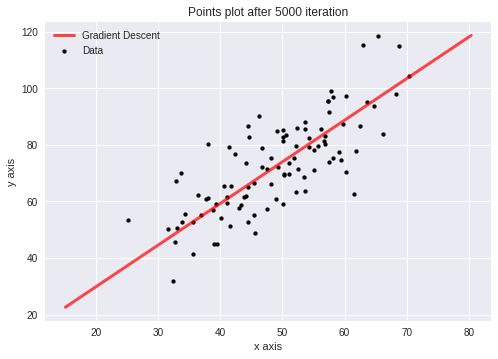 Points plot after 5000 iteration
Gradient Descent
Data
120
100
80
60
40
20
y axis
20 30 40 50 60 70 80
x axis